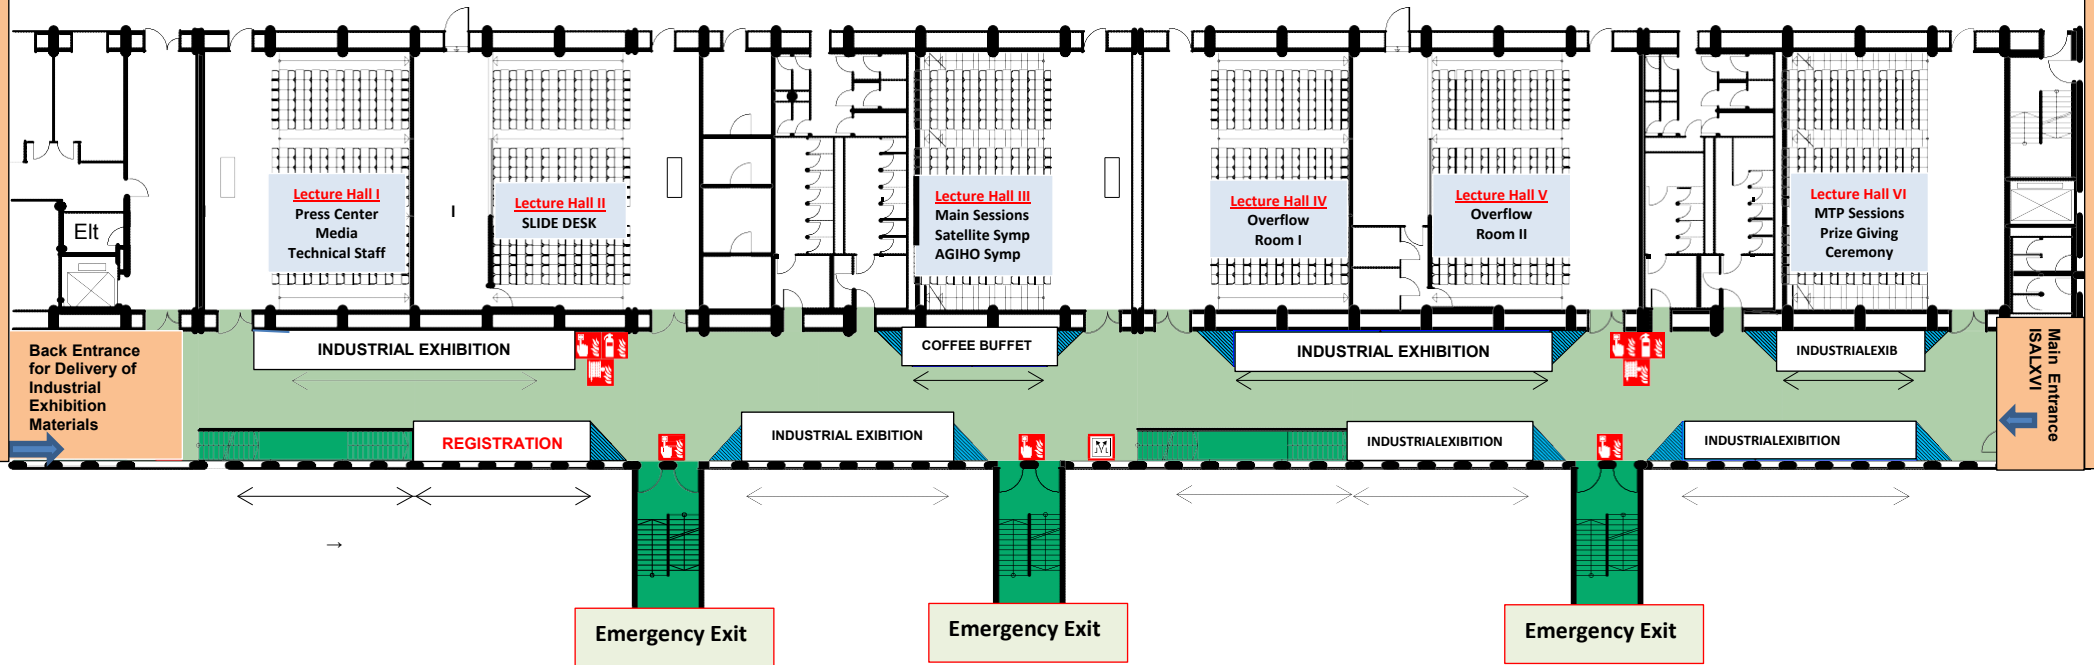 Elt
Lecture Hall I
Press Center
Media
Technical Staff
I
Lecture Hall II
SLIDE DESK
Lecture Hall III
Main Sessions
Satellite Symp
AGIHO Symp
Lecture Hall IV
Overflow
Room I
Lecture Hall V
Overflow
Room II
Lecture Hall VI
MTP Sessions
Prize Giving
Ceremony
Back Entrance
for Delivery of
Industrial
Exhibition
Materials
INDUSTRIAL EXHIBITION
COFFEE BUFFET
INDUSTRIAL EXHIBITION
INDUSTRIALEXIB
Main Entrance
ISALXVI
REGISTRATION
INDUSTRIAL EXIBITION
INDUSTRIALEXIBITION
INDUSTRIALEXIBITION
Emergency Exit
Emergency Exit
Emergency Exit